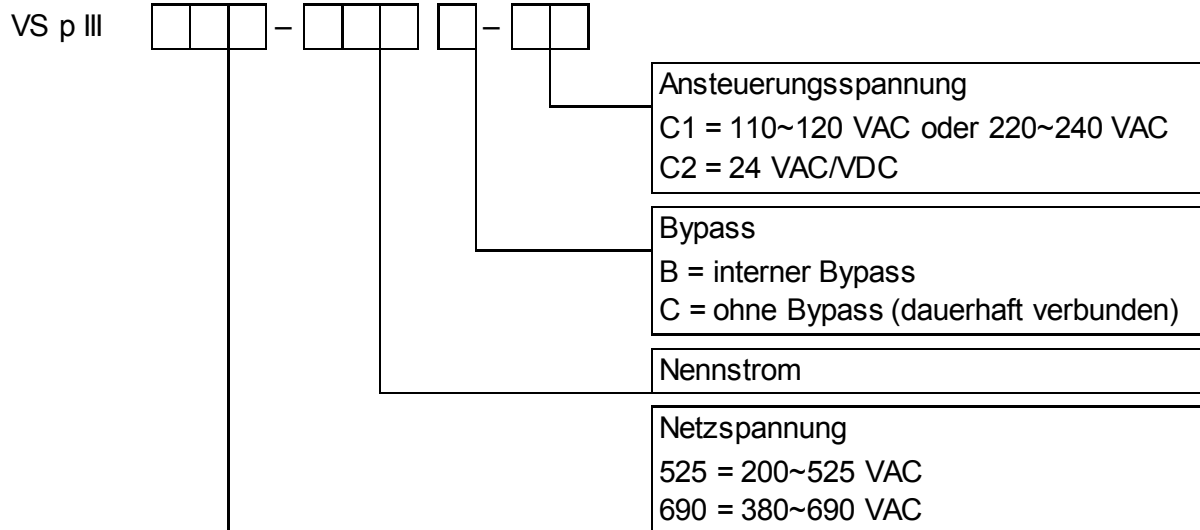 VS p III – –
Ansteuerungsspannung
C1 = 110~120 VAC oder 220~240 VAC
C2 = 24 VAC/VDC
Bypass
B = interner Bypass
C = ohne Bypass (dauerhaft verbunden)
Nennstrom
Netzspannung
525 = 200~525 VAC
690 = 380~690 VAC